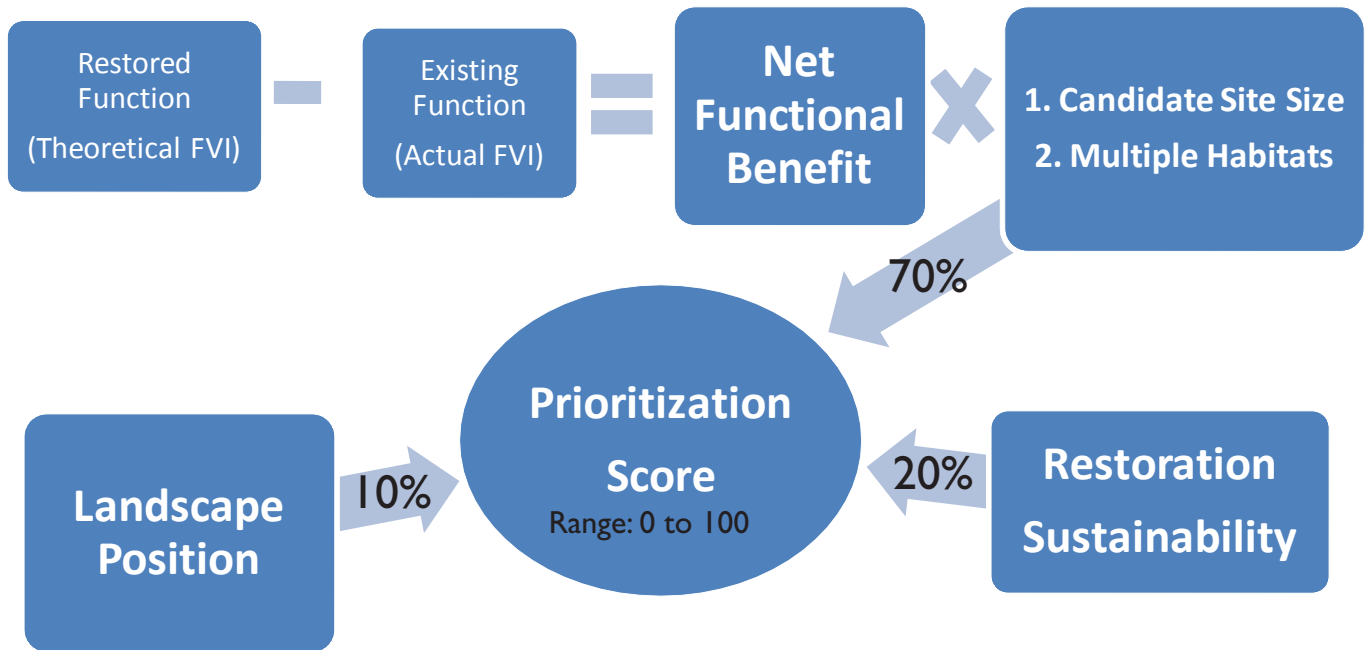 Restored
Function
(Theoretical FVI)
Existing
Function
(Actual FVI)
Net
Functional
Benefit
1. Candidate Site Size
2. Multiple Habitats
70%
Prioritization
Score
Range: 0 to 100
Landscape
Position
10%
20%
Restoration
Sustainability